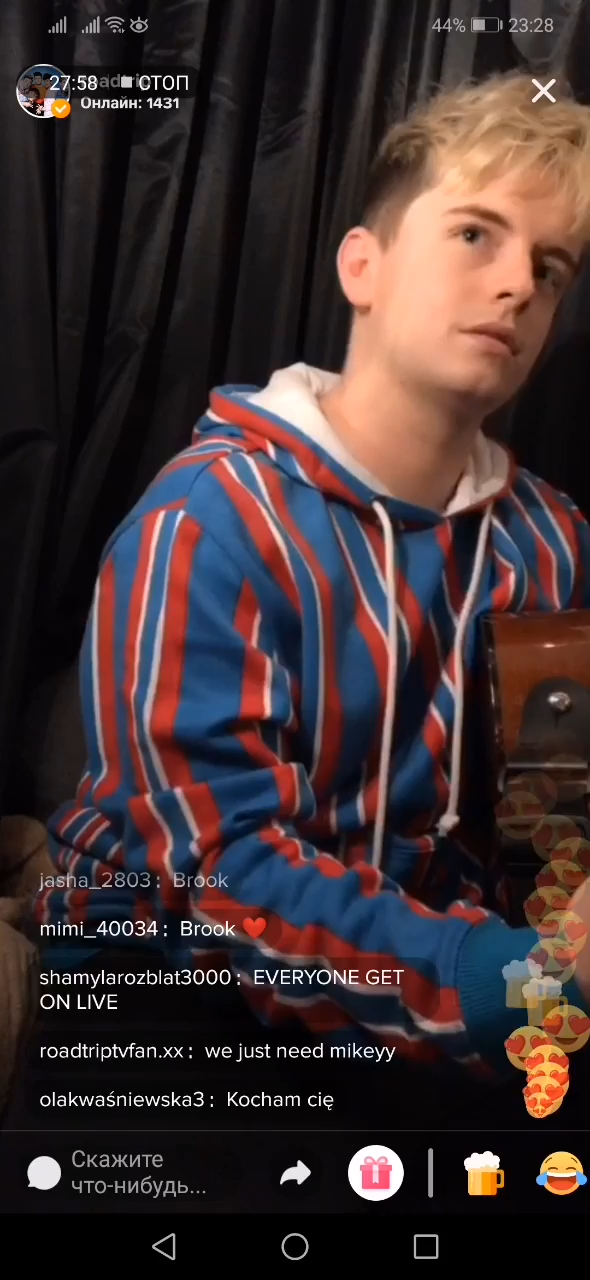 44% 23:28
27:58 СТОП
Онлайн: 1431
jasha_2803: Brook
mimi_40034: Brook ❤️
shamylarozblat3000: EVERYONE GET
ON LIVE
roadtriptvfan.xx: we just need mikeyy
olakwaśniewska3: Kocham cię
Скажите
что-нибудь...